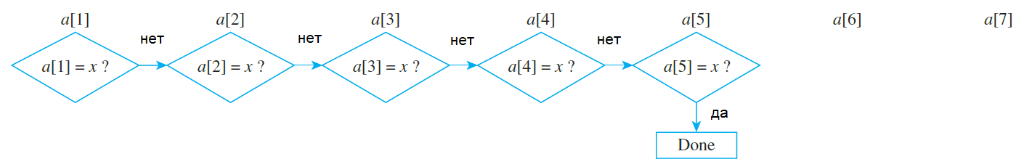 a[1] a[2] a[3] a[4] a[5] a[6] a[7]
нет нет нет нет
a[1] = x ? a[2] = x ? a[3] = x ? a[4] = x ? a[5] = x ?
да
Done